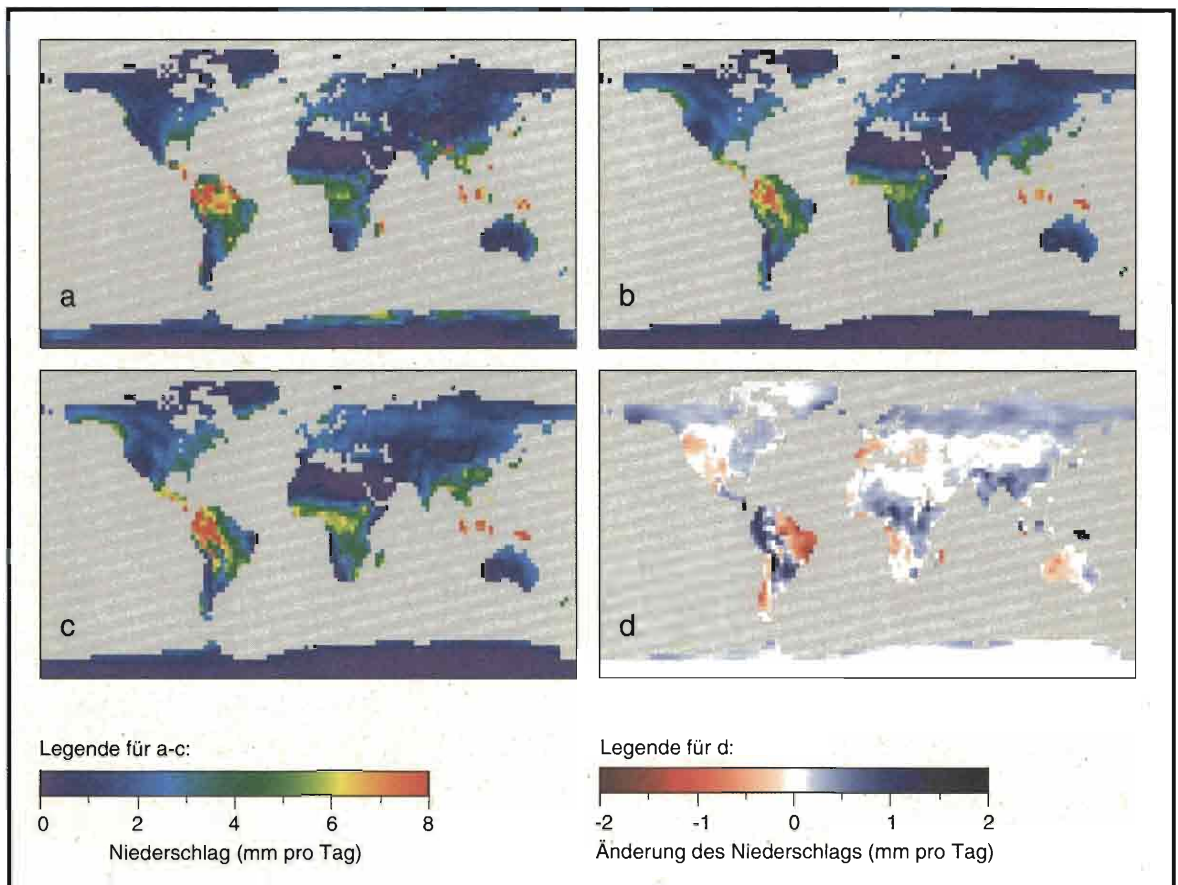 a
b
c
d
Legende für a-c:
0 2 4 6 8
Niederschlag (mm pro Tag)
Legende für d:
-2 -1 0 1 2
Änderung des Niederschlags (mm pro Tag)